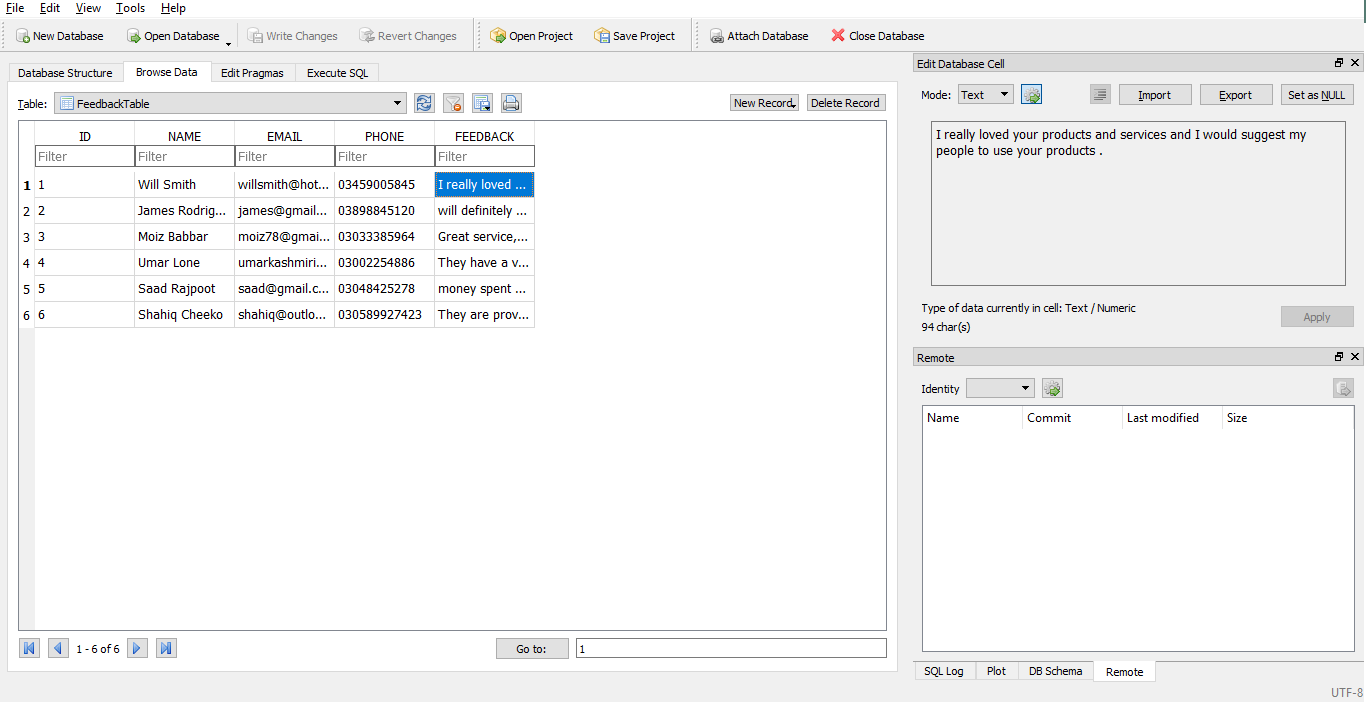 File Edit View Tools Help
New Database Open Database Write Changes Revert Changes Open Project Save Project Attach Database Close Database
Database Structure Browse Data Edit Pragmas Execute SQL
Table: FeedbackTable New Record Delete Record
ID NAME EMAIL PHONE FEEDBACK
Filter Filter Filter Filter Filter
1 1 Will Smith willsmith@hot... 03459005845 I really loved ...
2 2 James Rodrig... james@gmail... 03898845120 will definitely ...
3 3 Moiz Babbar moiz78@gmai... 03033385964 Great service,...
4 4 Umar Lone umarkashmiri... 03002254886 They have a v...
5 5 Saad Rajpoot saad@gmail.c... 03048425278 money spent ...
6 6 Shahiq Cheeko shahiq@outlo... 030589927423 They are prov...
1 - 6 of 6 Go to: 1
Edit Database Cell
Mode: Text Import Export Set as NULL
I really loved your products and services and I would suggest my
people to use your products .
Type of data currently in cell: Text / Numeric
94 char(s)
Apply
Remote
Identity
Name Commit Last modified Size
SQL Log Plot DB Schema Remote
UTF-8